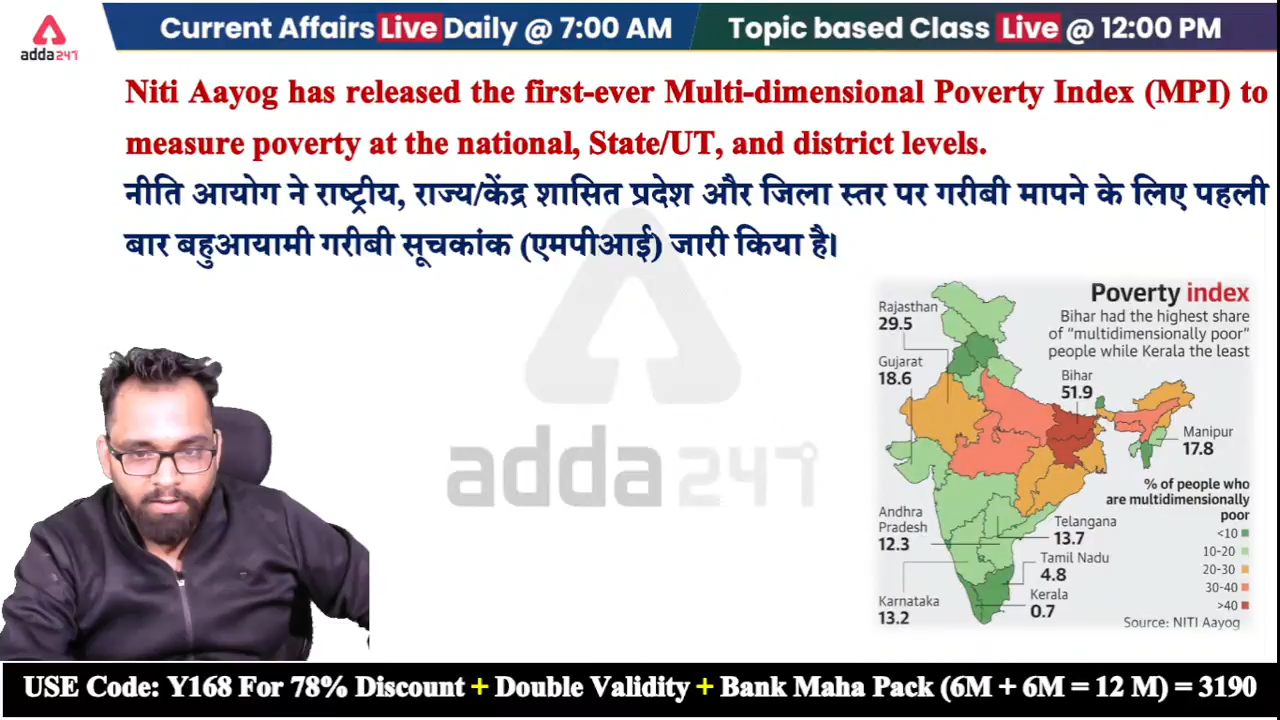 adda247
Current Affairs Live Daily @ 7:00 AM
Topic based Class Live @ 12:00 PM
Niti Aayog has released the first-ever Multi-dimensional Poverty Index (MPI) to
measure poverty at the national, State/UT, and district levels.
नीति आयोग ने राष्ट्रीय, राज्य/केंद्र शासित प्रदेश और जिला स्तर पर गरीबी मापने के लिए पहली
बार बहुआयामी गरीबी सूचकांक (एमपीआई) जारी किया है।
adda247
Poverty index
Bihar had the highest share
of "multidimensionally poor"
people while Kerala the least
Rajasthan
29.5
Gujarat
18.6
Bihar
51.9
Manipur
17.8
Andhra
Pradesh
12.3
Karnataka
13.2
Telangana
13.7
Tamil Nadu
4.8
Kerala
0.7
% of people who
are multidimensionally
poor
<10
10-20
20-30
30-40
>40
Source: NITI Aayog
USE Code: Y168 For 78% Discount + Double Validity + Bank Maha Pack (6M + 6M = 12 M) = 3190